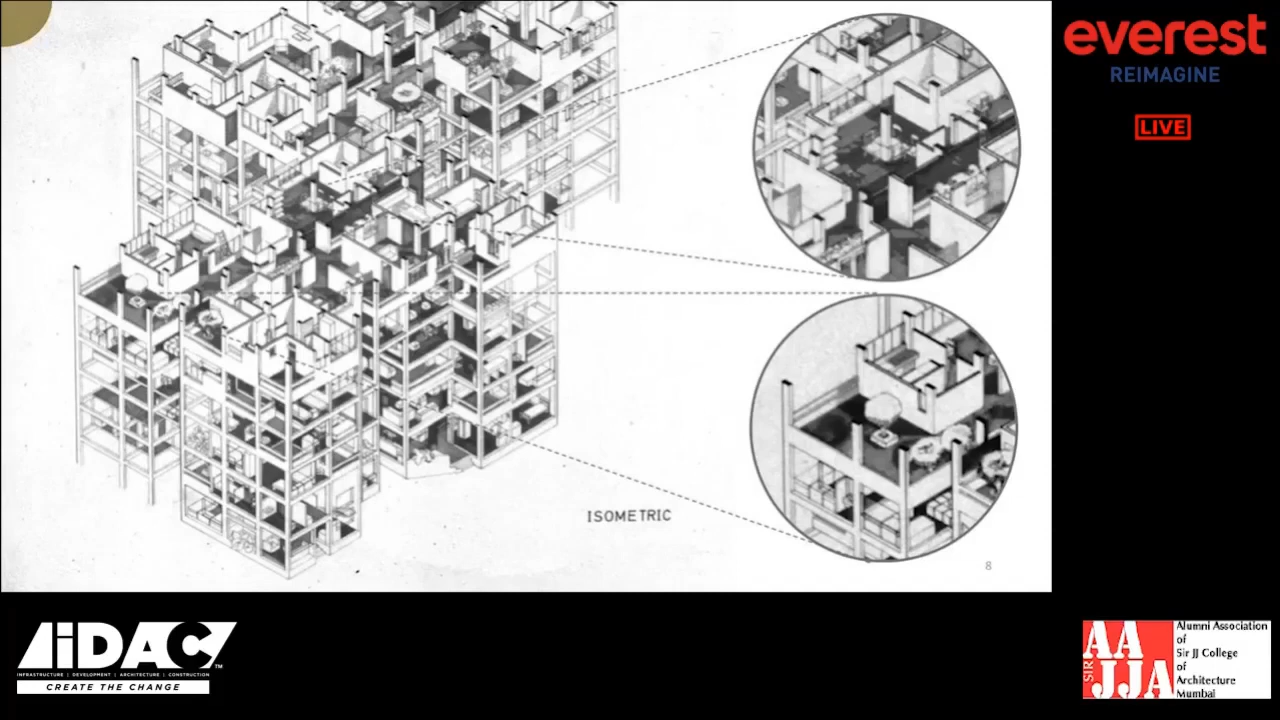 everest
REIMAGINE
LIVE
ISOMETRIC
8
iDAC™
INFRASTRUCTURE | DEVELOPMENT | ARCHITECTURE | CONSTRUCTION
CREATE THE CHANGE
SIR
AA
JJA
Alumni Association
of
Sir JJ College
of
Architecture
Mumbai